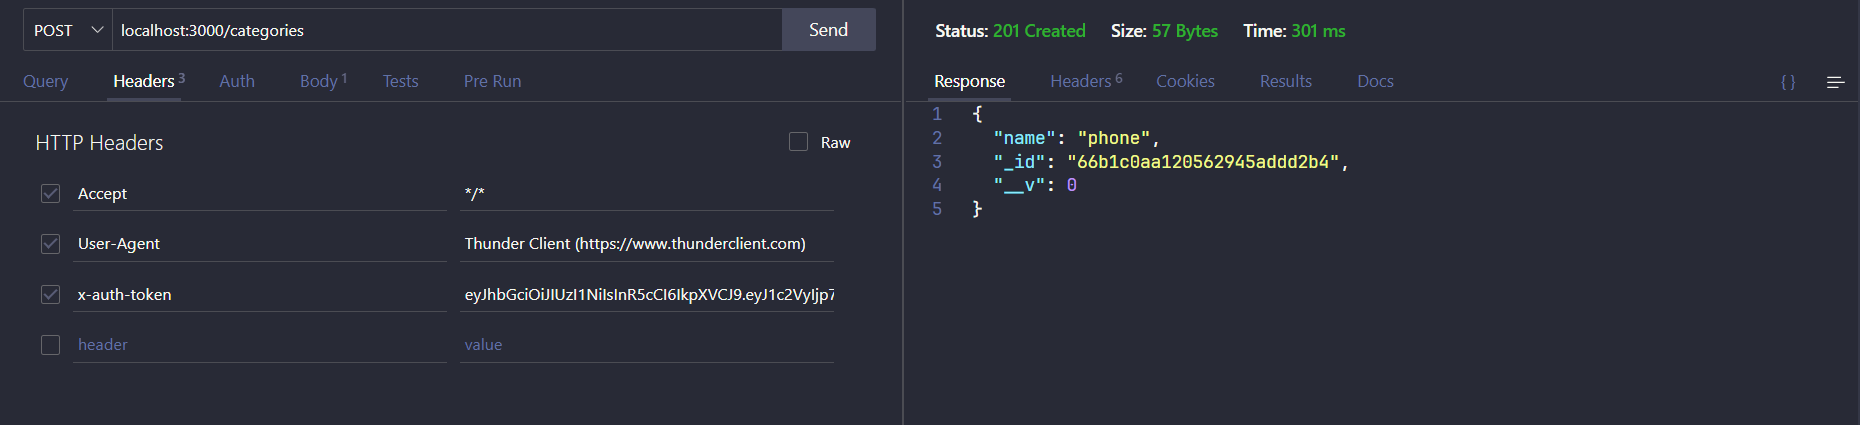 POST localhost:3000/categories Send
Query Headers 3 Auth Body 1 Tests Pre Run
HTTP Headers Raw
Accept */*
User-Agent Thunder Client (https://www.thunderclient.com)
x-auth-token eyJhbGciOiJIUzI1NiIsInR5cCI6IkpXVCJ9.eyJ1c2VyIjp7
header value
Status: 201 Created Size: 57 Bytes Time: 301 ms
Response Headers 6 Cookies Results Docs { }
1 {
2 "name": "phone",
3 "_id": "66b1c0aa120562945addd2b4",
4 "__v": 0
5 }